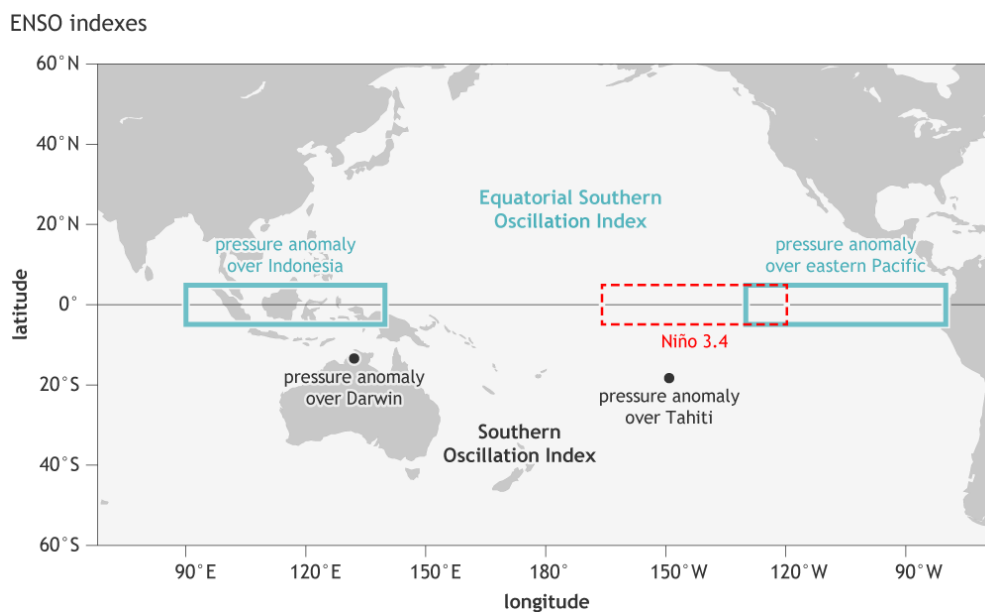 ENSO indexes
60°N
40°N
20°N
0°
20°S
40°S
60°S
latitude
Equatorial Southern
Oscillation Index
pressure anomaly
over Indonesia
pressure anomaly
over eastern Pacific
Niño 3.4
pressure anomaly
over Darwin
pressure anomaly
over Tahiti
Southern
Oscillation Index
90°E
120°E
150°E
180°
150°W
120°W
90°W
longitude